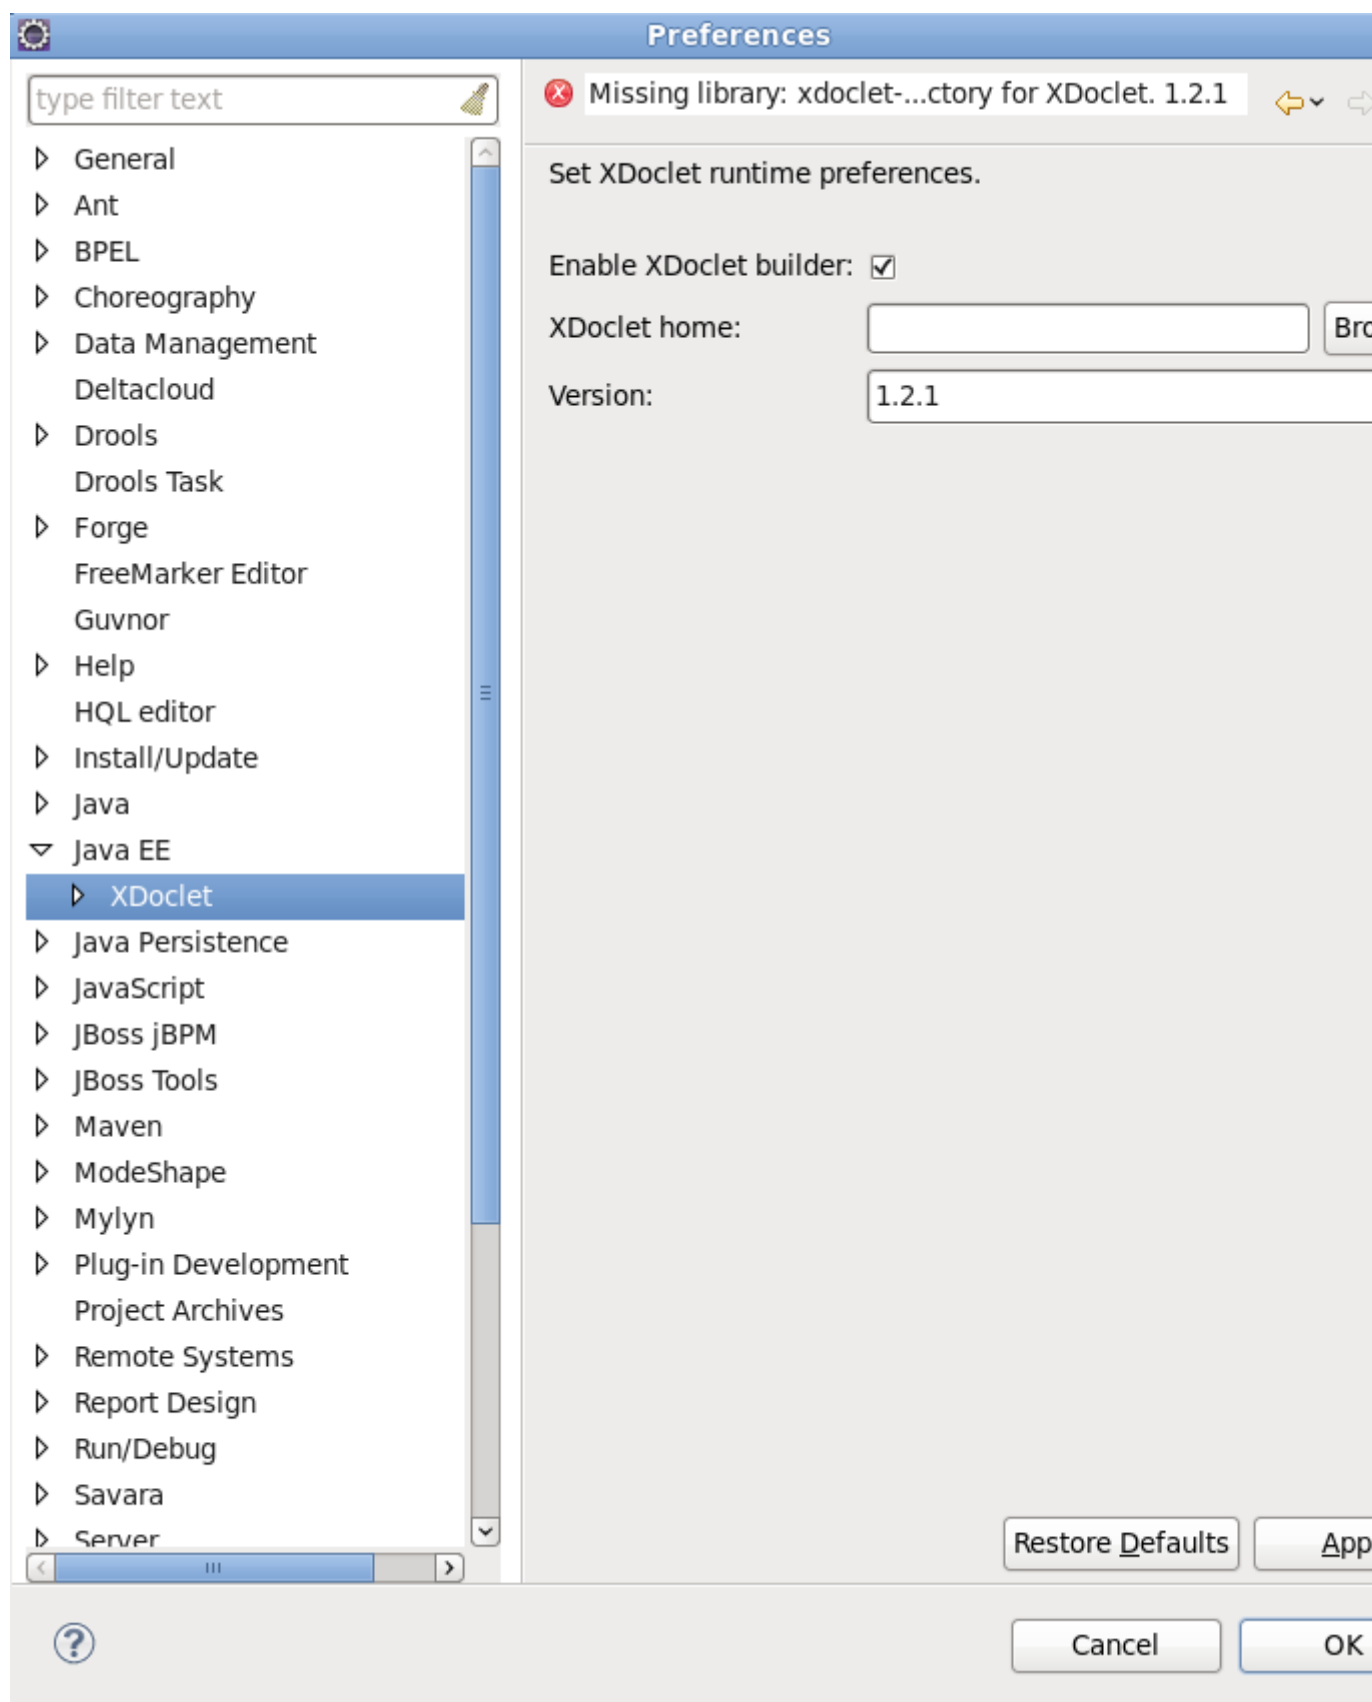 Preferences
type filter text
General
Ant
BPEL
Choreography
Data Management
Deltacloud
Drools
Drools Task
Forge
FreeMarker Editor
Guvnor
Help
HQL editor
Install/Update
Java
Java EE
XDoclet
Java Persistence
JavaScript
JBoss jBPM
JBoss Tools
Maven
ModeShape
Mylyn
Plug-in Development
Project Archives
Remote Systems
Report Design
Run/Debug
Savara
Server
Missing library: xdoclet-...ctory for XDoclet. 1.2.1
Set XDoclet runtime preferences.
Enable XDoclet builder:
XDoclet home:
Bro
Version: 1.2.1
Restore Defaults
App
Cancel
OK